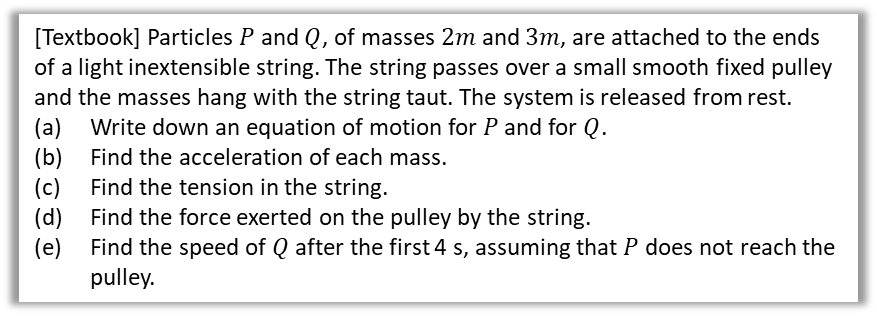 [Textbook] Particles P and Q, of masses 2m and 3m, are attached to the ends
of a light inextensible string. The string passes over a small smooth fixed pulley
and the masses hang with the string taut. The system is released from rest.
(a) Write down an equation of motion for P and for Q.
(b) Find the acceleration of each mass.
(c) Find the tension in the string.
(d) Find the force exerted on the pulley by the string.
(e) Find the speed of Q after the first 4 s, assuming that P does not reach the
pulley.